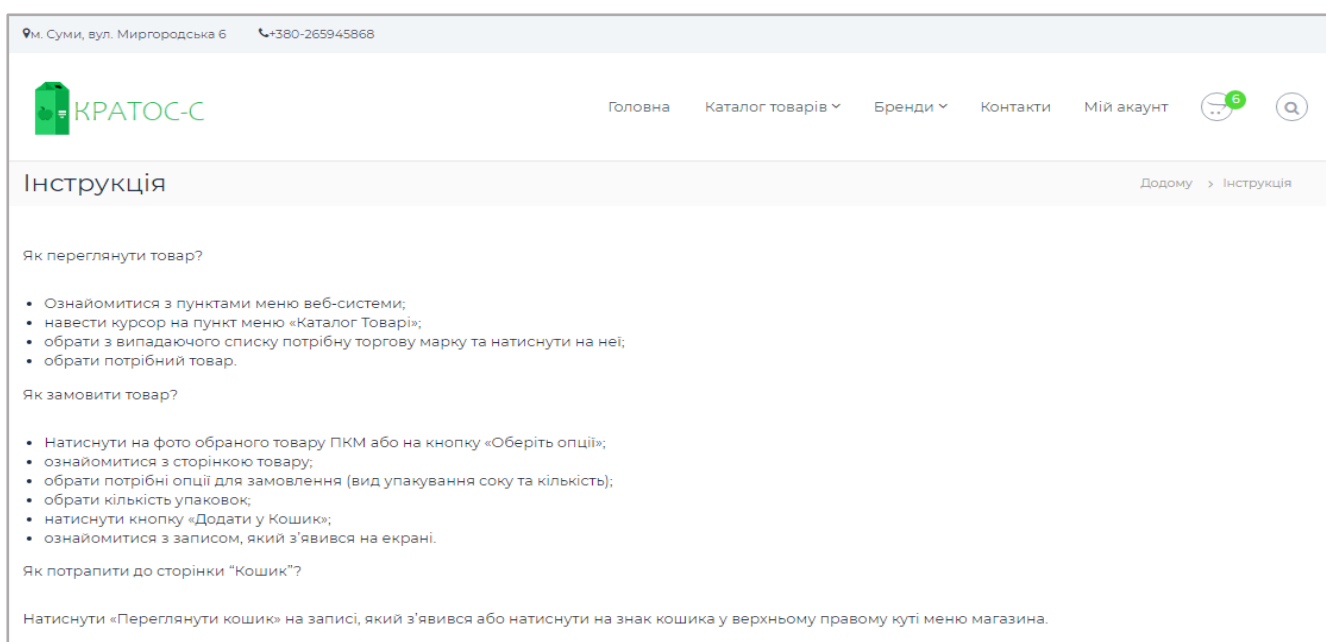 м. Суми, вул. Миргородська 6 +380-265945868
КРАТОС-С
Головна Каталог товарів Бренди Контакти Мій акаунт 6
Інструкція Додому > Інструкція
Як переглянути товар?
• Ознайомитися з пунктами меню веб-системи;
• навести курсор на пункт меню «Каталог Товарі»;
• обрати з випадаючого списку потрібну торгову марку та натиснути на неї;
• обрати потрібний товар.
Як замовити товар?
• Натиснути на фото обраного товару ПКМ або на кнопку «Оберіть опції»;
• ознайомитися з сторінкою товару;
• обрати потрібні опції для замовлення (вид упакування соку та кількість);
• обрати кількість упаковок;
• натиснути кнопку «Додати у Кошик»;
• ознайомитися з записом, який з’явився на екрані.
Як потрапити до сторінки “Кошик”?
Натиснути «Переглянути кошик» на записі, який з’явився або натиснути на знак кошика у верхньому правому куті меню магазина.